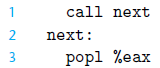 1 call next
2 next:
3 popl %eax